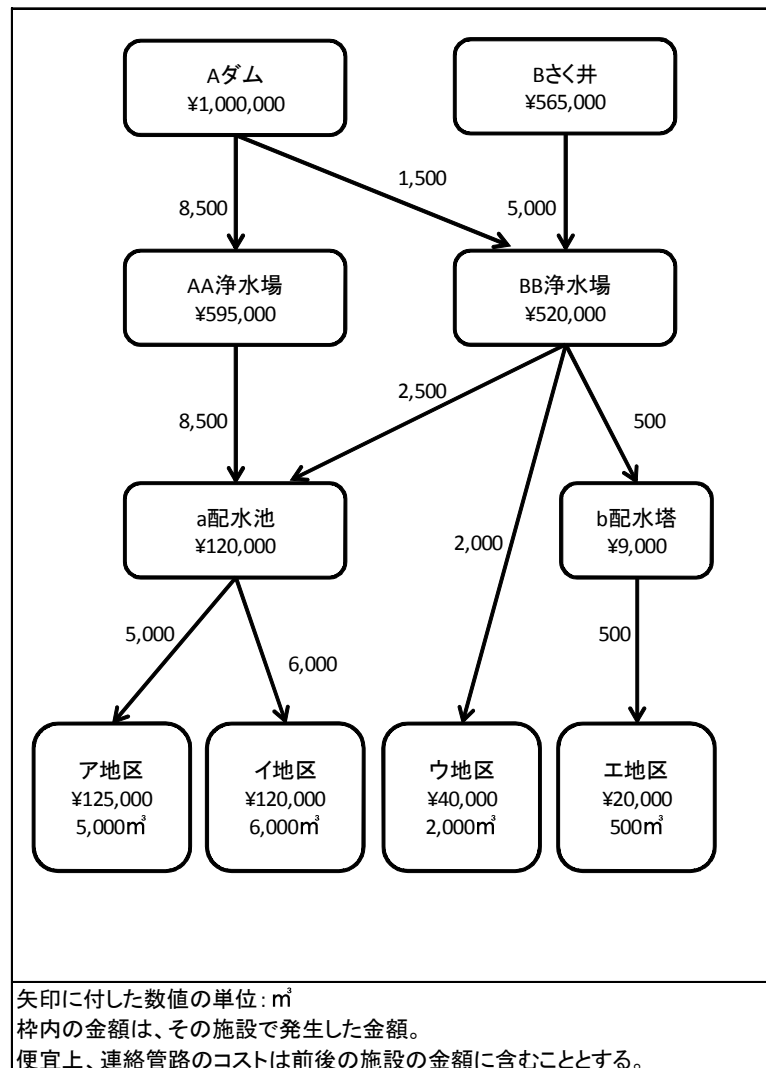 Aダム
¥1,000,000
Bさく井
¥565,000
8,500
1,500
5,000
AA浄水場
¥595,000
BB浄水場
¥520,000
8,500
2,500
500
a配水池
¥120,000
2,000
b配水塔
¥9,000
5,000
6,000
500
ア地区
¥125,000
5,000㎥
イ地区
¥120,000
6,000㎥
ウ地区
¥40,000
2,000㎥
エ地区
¥20,000
500㎥
矢印に付した数値の単位：㎥
枠内の金額は、その施設で発生した金額。
便宜上、連絡管路のコストは前後の施設の金額に含むこととする。